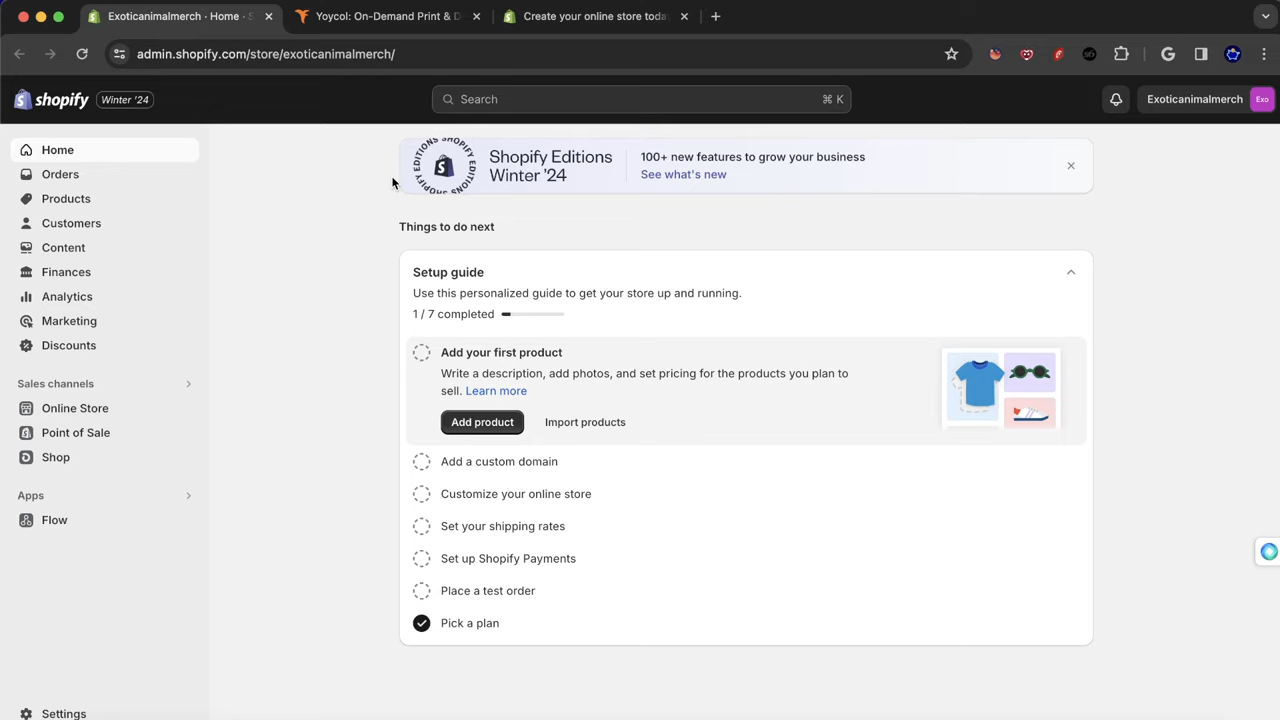 Exoticanimalmerch · Home · S
Yoycol: On-Demand Print & D
Create your online store toda
admin.shopify.com/store/exoticanimalmerch/
shopify
Winter '24
Search
⌘ K
Exoticanimalmerch
Exo
Home
Orders
Products
Customers
Content
Finances
Analytics
Marketing
Discounts
Sales channels
Online Store
Point of Sale
Shop
Apps
Flow
Settings
SHOPIFY EDITIONS SHOPIFY EDITIONS
Shopify Editions
Winter '24
100+ new features to grow your business
See what's new
Things to do next
Setup guide
Use this personalized guide to get your store up and running.
1 / 7 completed
Add your first product
Write a description, add photos, and set pricing for the products you plan to
sell. Learn more
Add product
Import products
Add a custom domain
Customize your online store
Set your shipping rates
Set up Shopify Payments
Place a test order
Pick a plan